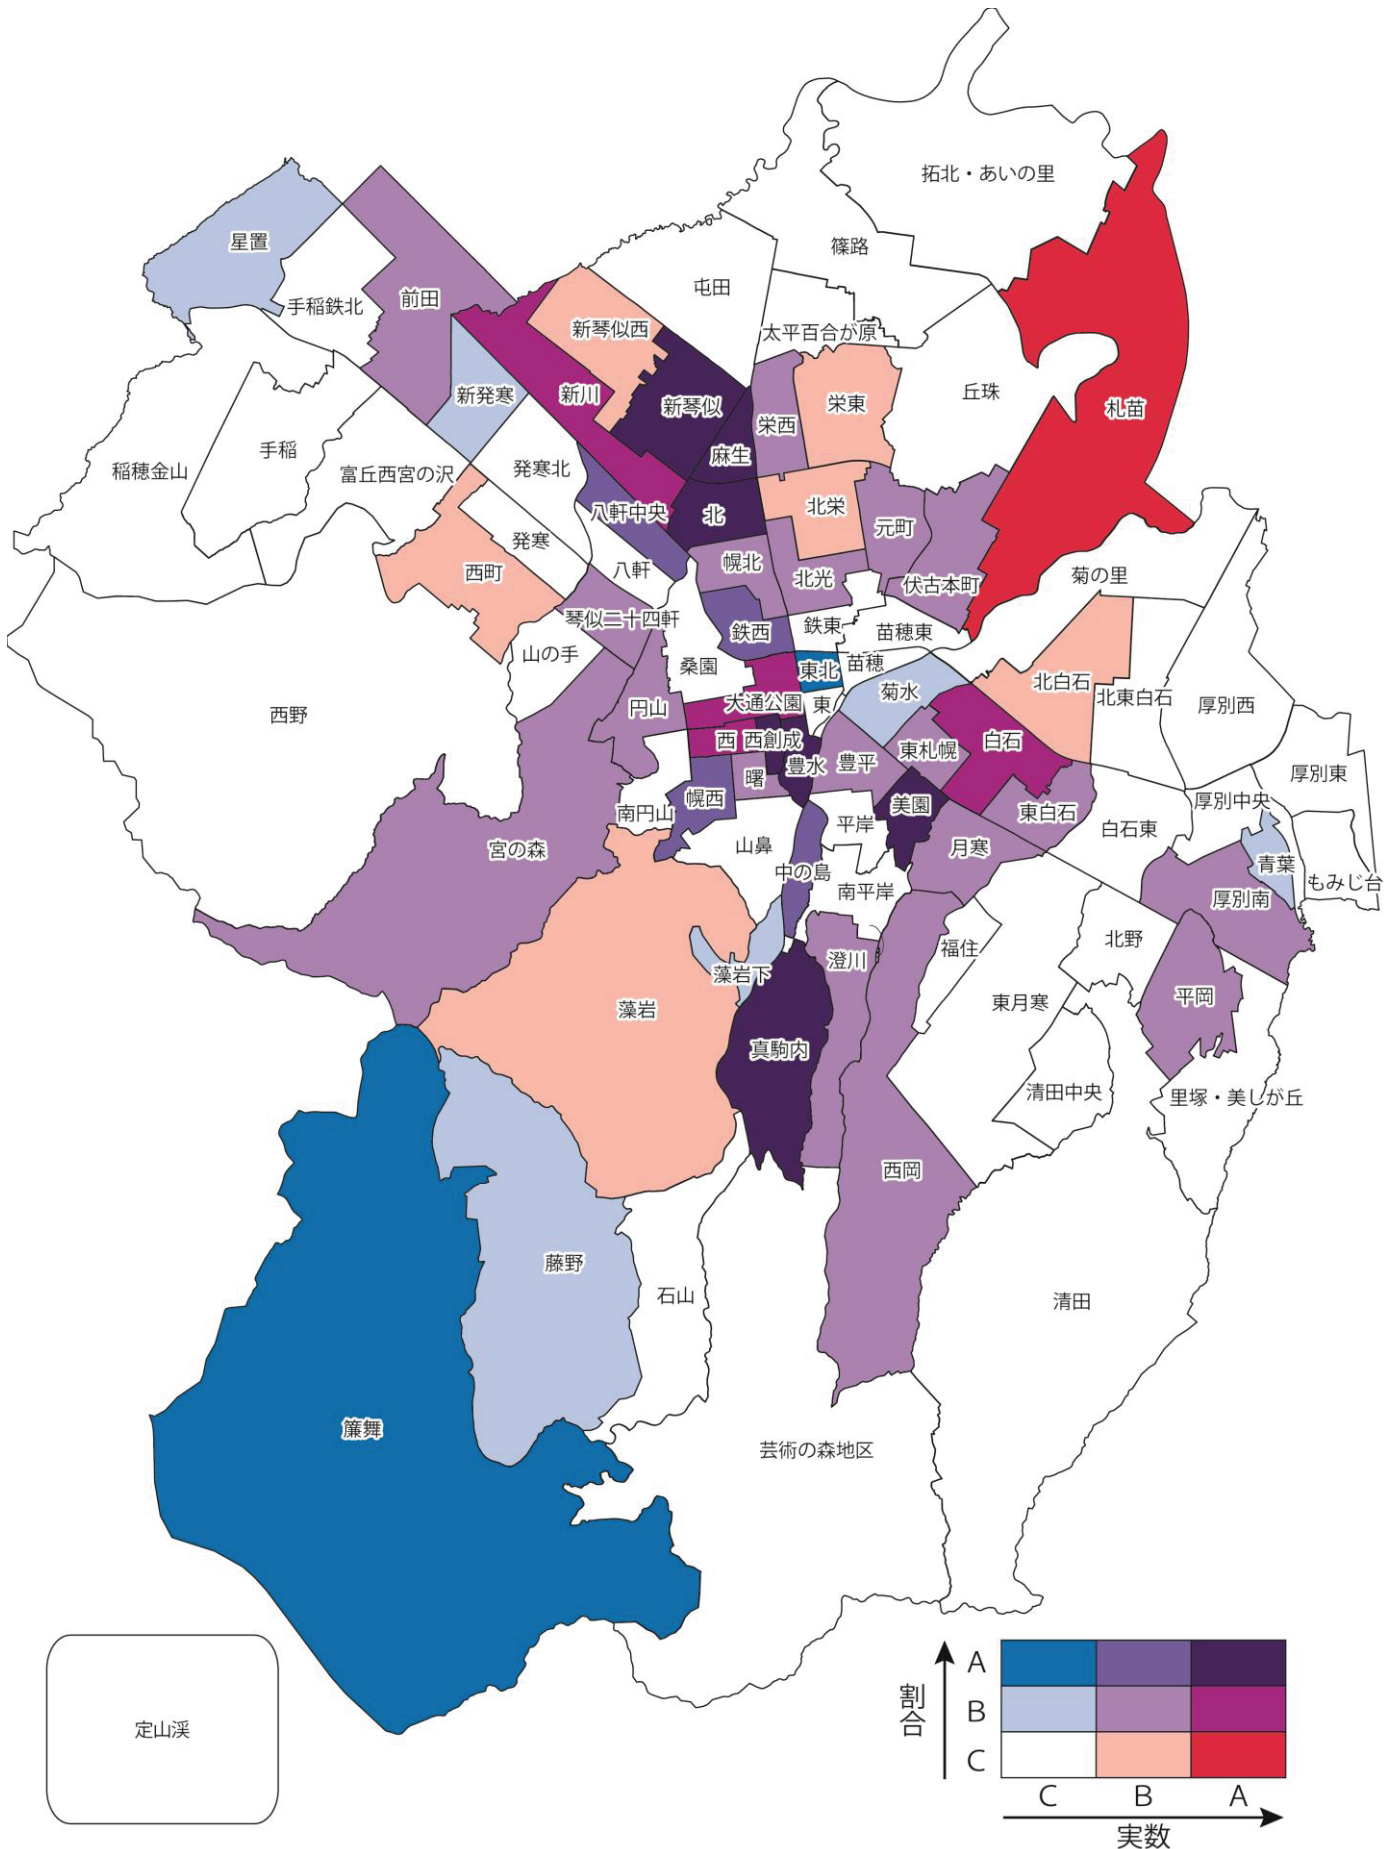 拓北・あいの里
星置
篠路
屯田
手稲鉄北
前田
新琴似西
太平百合が原
新発寒
新川
新琴似
栄東
丘珠
札苗
栄西
麻生
手稲
稲穂金山
富丘西宮の沢
発寒北
八軒中央
北
北栄
元町
発寒
西町
八軒
幌北
北光
伏古本町
菊の里
琴似二十四軒
鉄西
鉄東
苗穂東
山の手
桑園
東北
苗穂
菊水
北白石
北東白石
厚別西
西野
円山
大通公園
東
西
西創成
豊水
豊平
東札幌
白石
厚別東
曙
幌西
南円山
美園
東白石
厚別中央
宮の森
山鼻
平岸
月寒
白石東
中の島
南平岸
青葉
もみじ台
厚別南
福住
北野
澄川
藻岩下
藻岩
東月寒
平岡
真駒内
清田中央
里塚・美しが丘
西岡
藤野
石山
清田
簾舞
芸術の森地区
定山渓
割合
A
B
C
C B A
実数